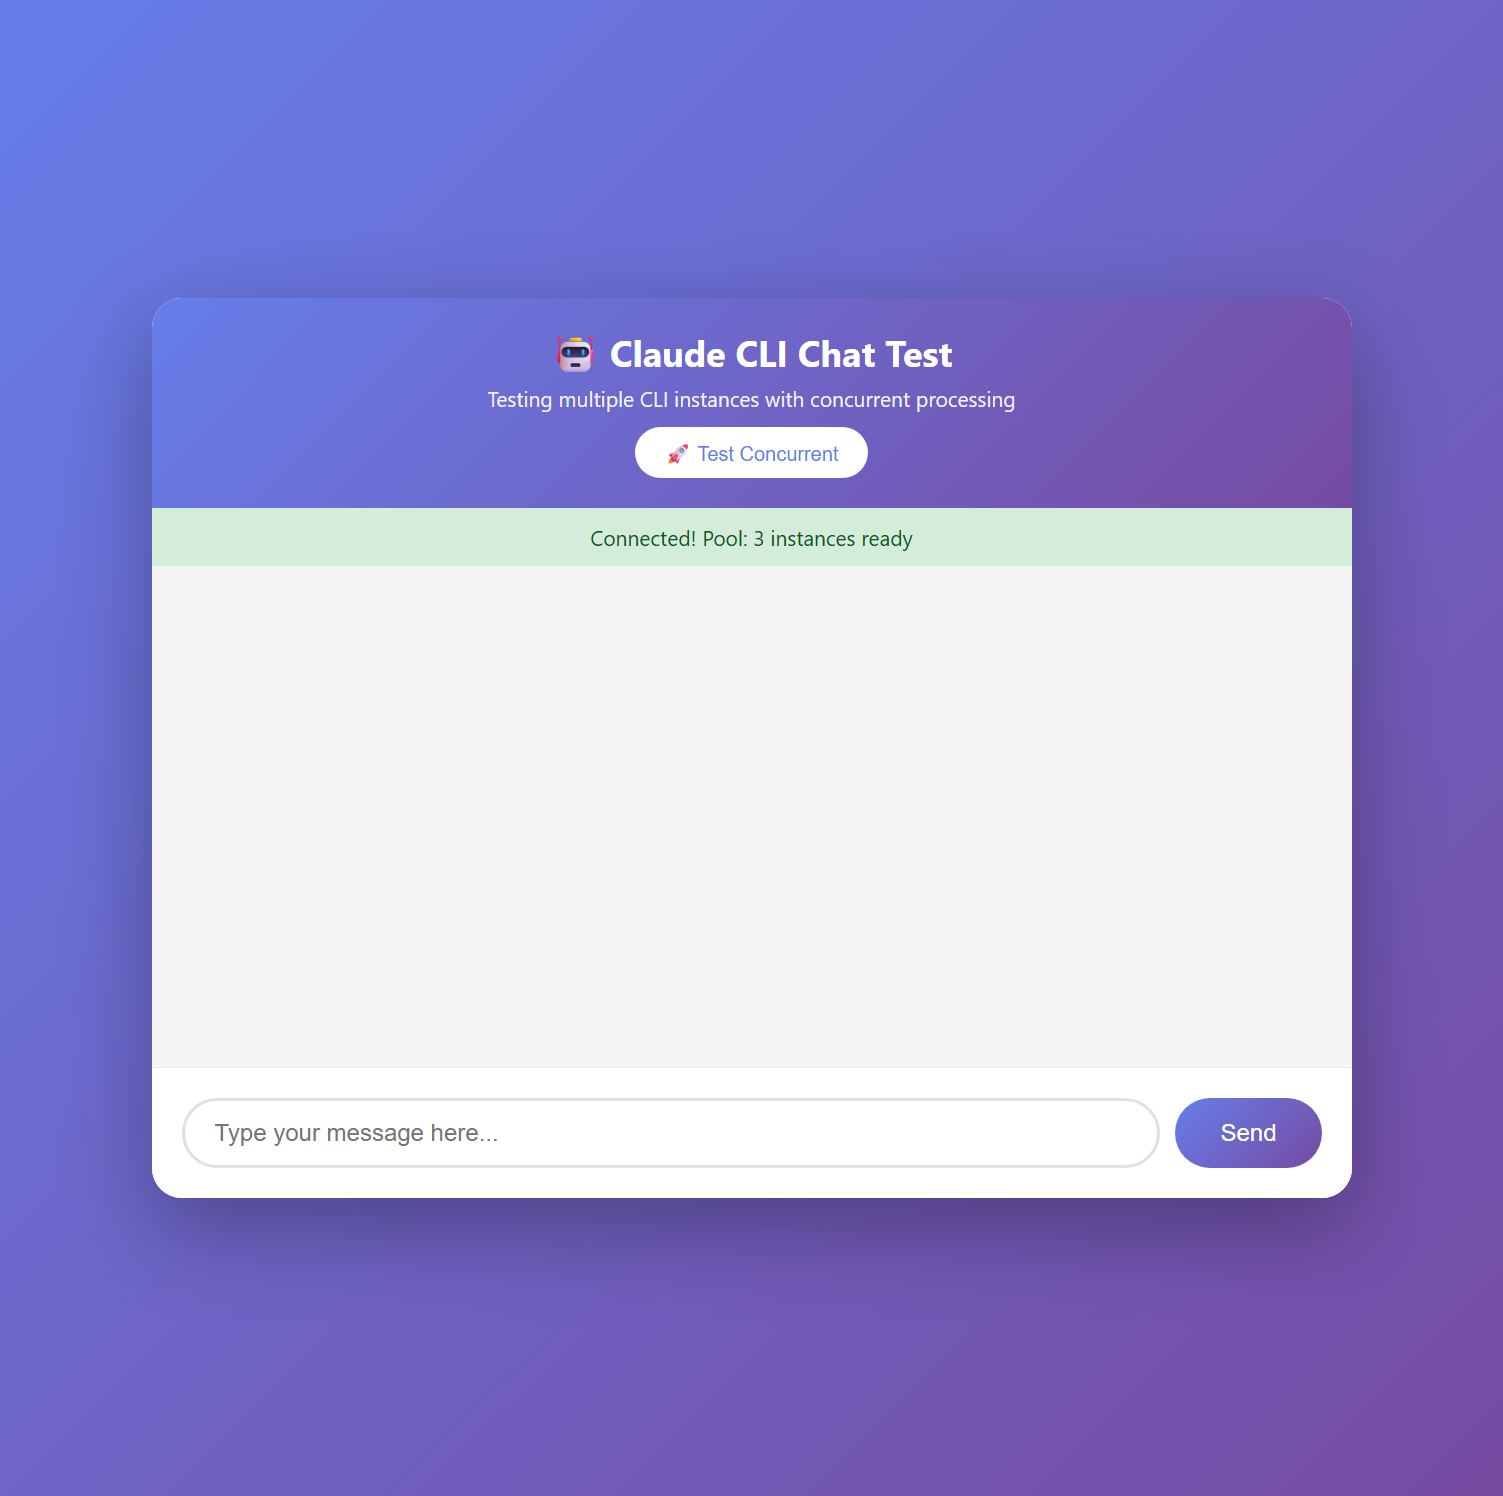 Claude CLI Chat Test
Testing multiple CLI instances with concurrent processing
Test Concurrent
Connected! Pool: 3 instances ready
Type your message here...
Send